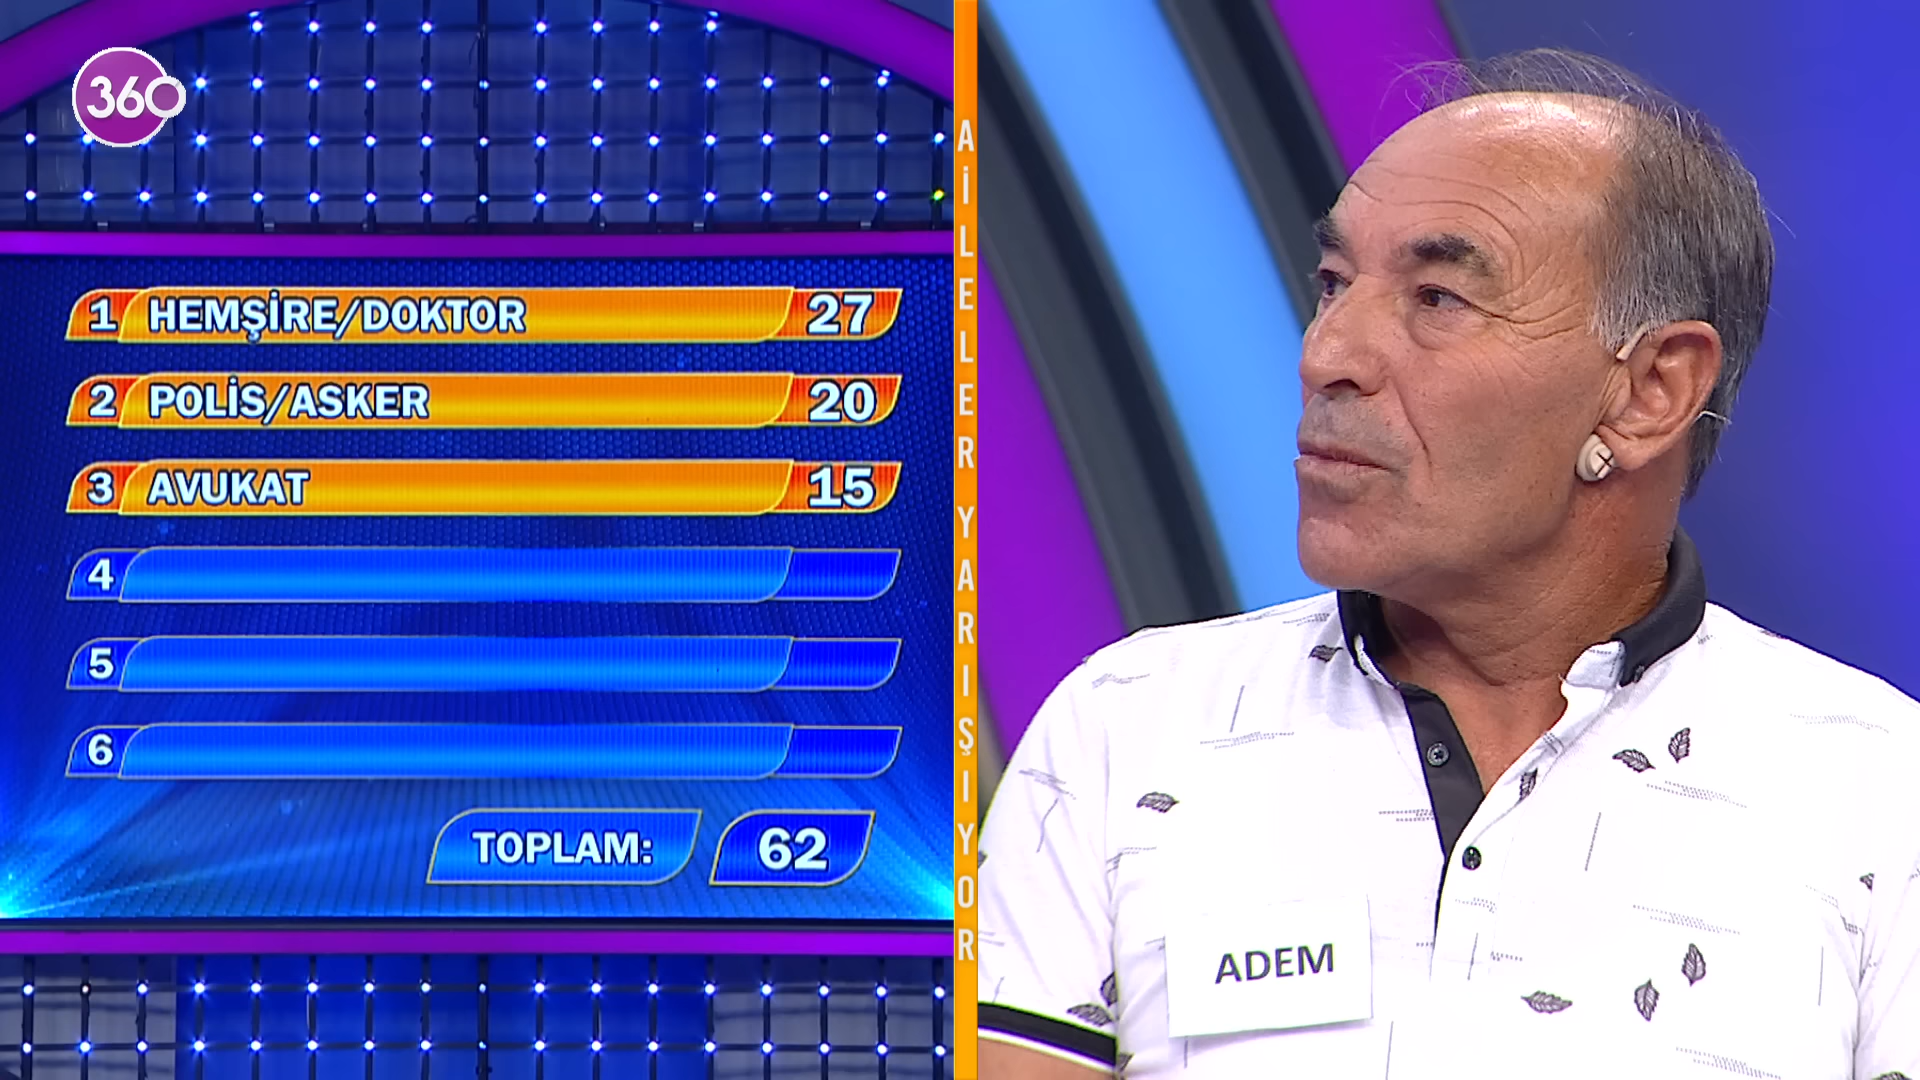 360
1 HEMŞİRE/DOKTOR 27
2 POLİS/ASKER 20
3 AVUKAT 15
4
5
6
TOPLAM: 62
AİLELER YARIŞIYOR
ADEM